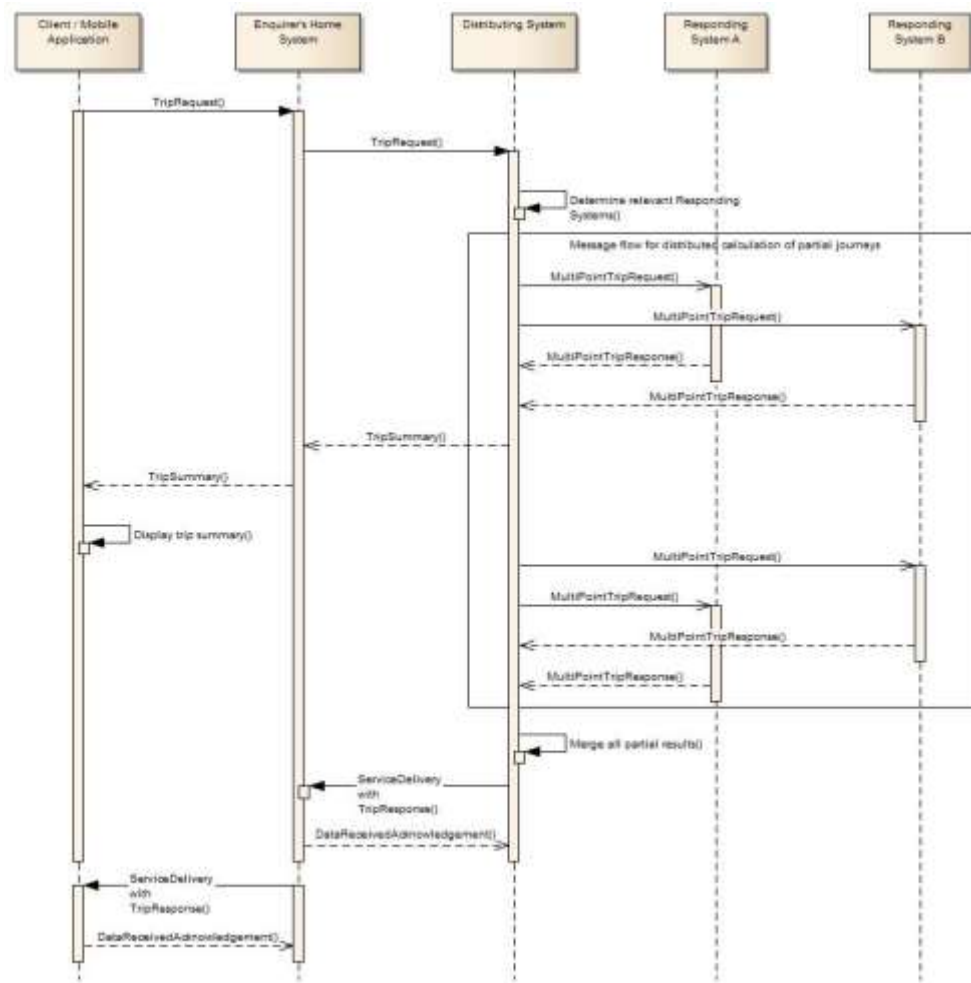 Client / Mobile
Application
Enquirer's Home
System
Distributing System
Responding
System A
Responding
System B
TripRequest()
TripRequest()
Determine relevant Responding
Systems()
Message flow for distributed calculation of partial journeys
MultiPointTripRequest()
MultiPointTripRequest()
MultiPointTripResponse()
MultiPointTripResponse()
TripSummary()
TripSummary()
Display trip summary()
MultiPointTripRequest()
MultiPointTripRequest()
MultiPointTripResponse()
MultiPointTripResponse()
Merge all partial results()
ServiceDelivery
with
TripResponse()
DataReceivedAcknowledgement()
ServiceDelivery
with
TripResponse()
DataReceivedAcknowledgement()